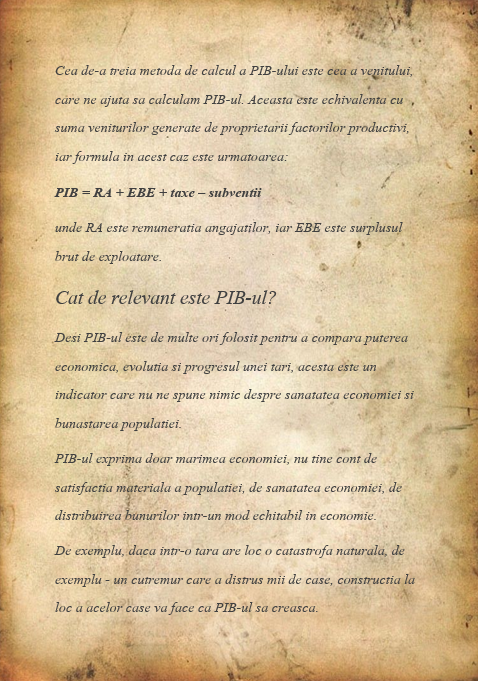 Cea de-a treia metoda de calcul a PIB-ului este cea a venitului,
care ne ajuta sa calculam PIB-ul. Aceasta este echivalenta cu
suma veniturilor generate de proprietarii factorilor productivi,
iar formula in acest caz este urmatoarea:
PIB = RA + EBE + taxe – subventii
unde RA este remuneratia angajatilor, iar EBE este surplusul
brut de exploatare.
Cat de relevant este PIB-ul?
Desi PIB-ul este de multe ori folosit pentru a compara puterea
economica, evolutia si progresul unei tari, acesta este un
indicator care nu ne spune nimic despre sanatatea economiei si
bunastarea populatiei.
PIB-ul exprima doar marimea economiei, nu tine cont de
satisfactia materiala a populatiei, de sanatatea economiei, de
distribuirea bunurilor intr-un mod echitabil in economie.
De exemplu, daca intr-o tara are loc o catastrofa naturala, de
exemplu - un cutremur care a distrus mii de case, constructia la
loc a acelor case va face ca PIB-ul sa creasca.